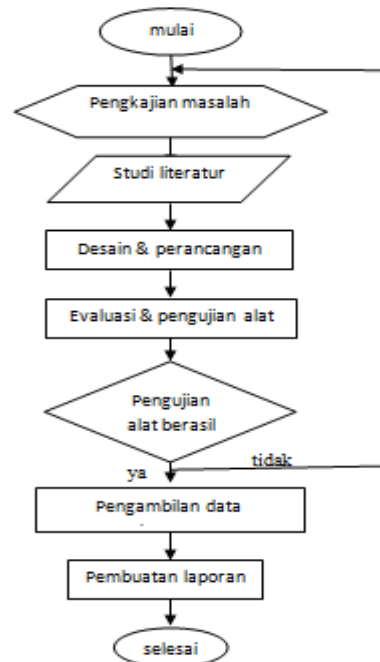 mulai
Pengkajian masalah
Studi literatur
Desain & perancangan
Evaluasi & pengujian alat
Pengujian
alat berasil
tidak
ya
Pengambilan data
Pembuatan laporan
selesai